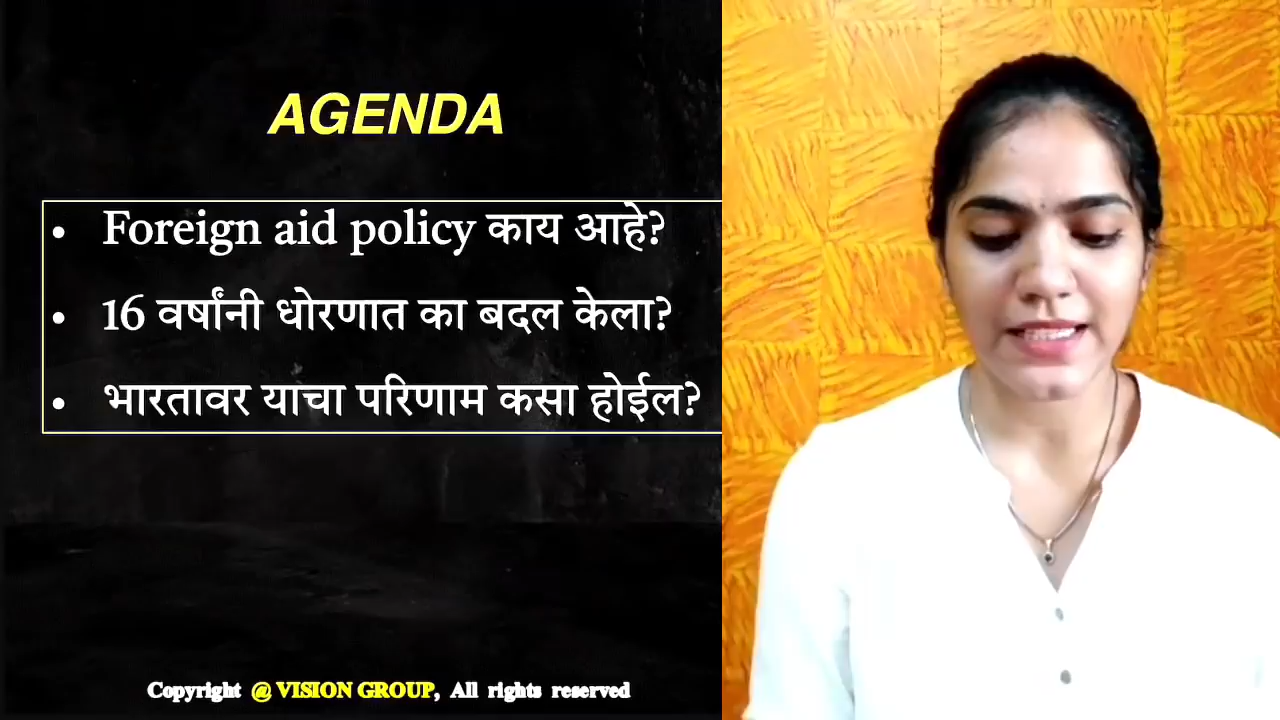 AGENDA
• Foreign aid policy काय आहे?
• 16 वर्षांनी धोरणात का बदल केला?
• भारतावर याचा परिणाम कसा होईल?
Copyright @ VISION GROUP, All rights reserved